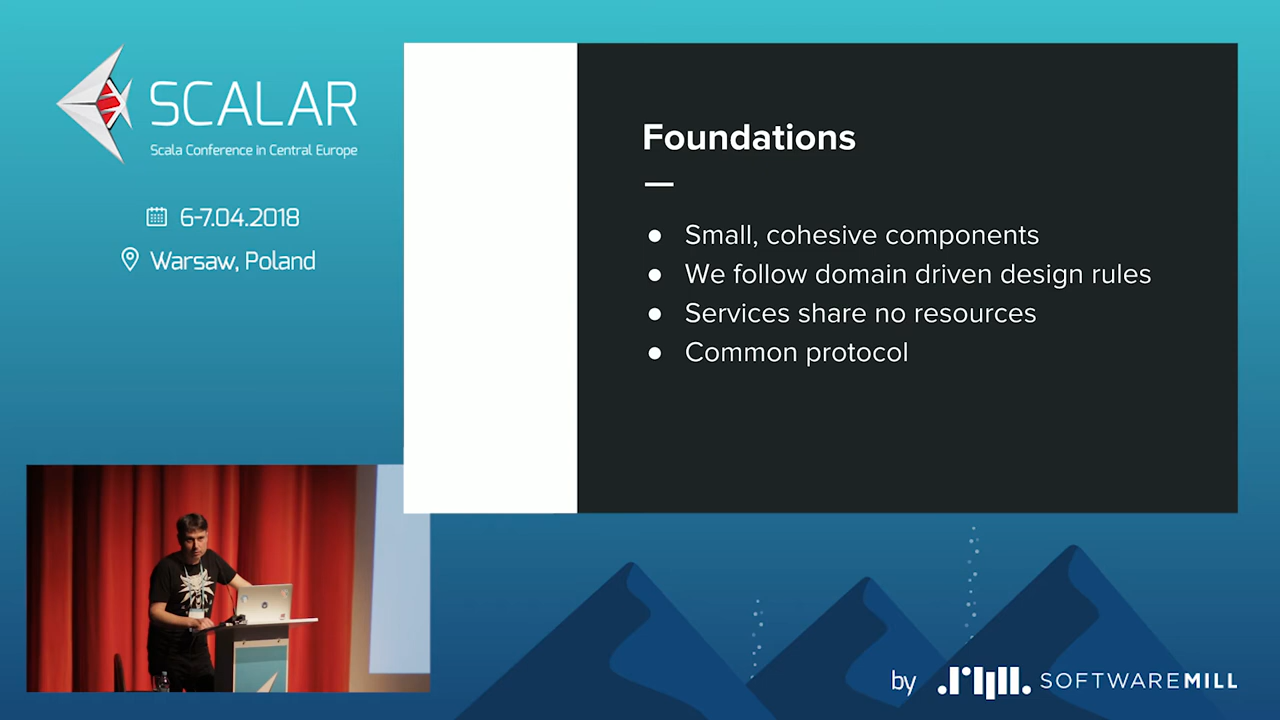 SCALAR
Scala Conference in Central Europe
6-7.04.2018
Warsaw, Poland
Foundations
● Small, cohesive components
● We follow domain driven design rules
● Services share no resources
● Common protocol
by SOFTWAREMILL